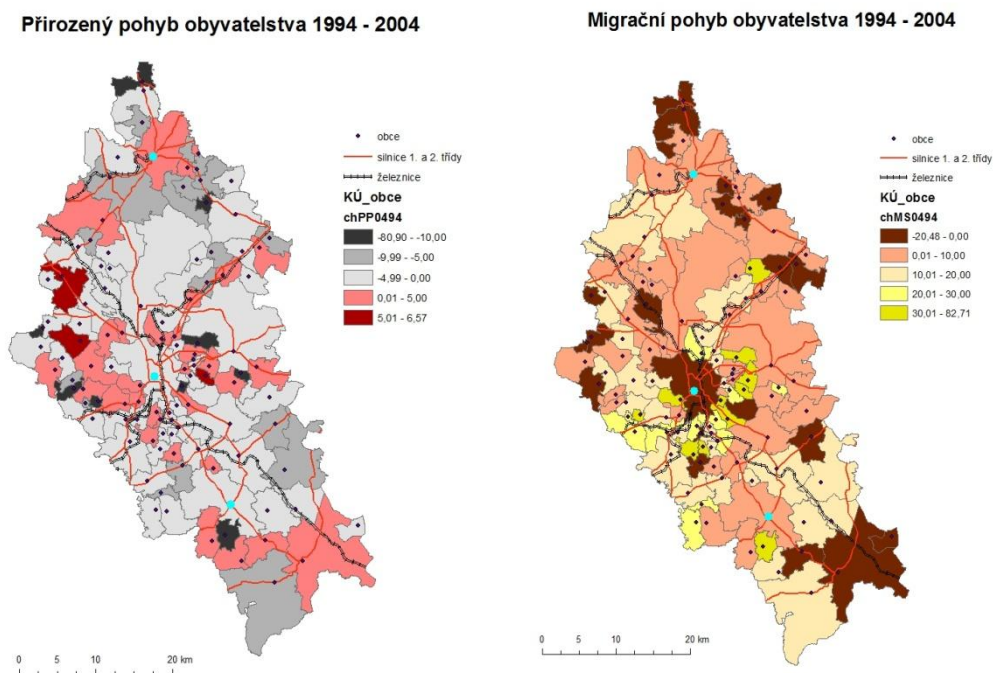 Přirozený pohyb obyvatelstva 1994 - 2004
obce
silnice 1. a 2. třídy
železnice
KÚ_obce
chPP0494
-80,90 - -10,00
-9,99 - -5,00
-4,99 - 0,00
0,01 - 5,00
5,01 - 6,57
0 5 10 20 km
Migrační pohyb obyvatelstva 1994 - 2004
obce
silnice 1. a 2. třídy
železnice
KÚ_obce
chMS0494
-20,48 - 0,00
0,01 - 10,00
10,01 - 20,00
20,01 - 30,00
30,01 - 82,71
0 5 10 20 km